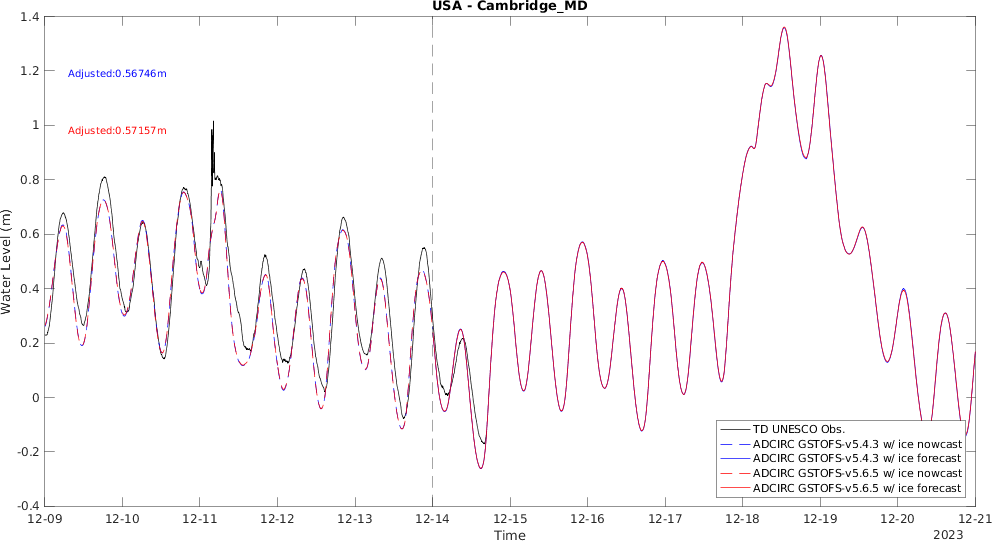 USA - Cambridge_MD
1.4
1.2
1
0.8
0.6
0.4
0.2
0
-0.2
-0.4
Water Level (m)
Adjusted:0.56746m
Adjusted:0.57157m
TD UNESCO Obs.
ADCIRC GSTOFS-v5.4.3 w/ ice nowcast
ADCIRC GSTOFS-v5.4.3 w/ ice forecast
ADCIRC GSTOFS-v5.6.5 w/ ice nowcast
ADCIRC GSTOFS-v5.6.5 w/ ice forecast
12-09 12-10 12-11 12-12 12-13 12-14 12-15 12-16 12-17 12-18 12-19 12-20 12-21
Time
2023